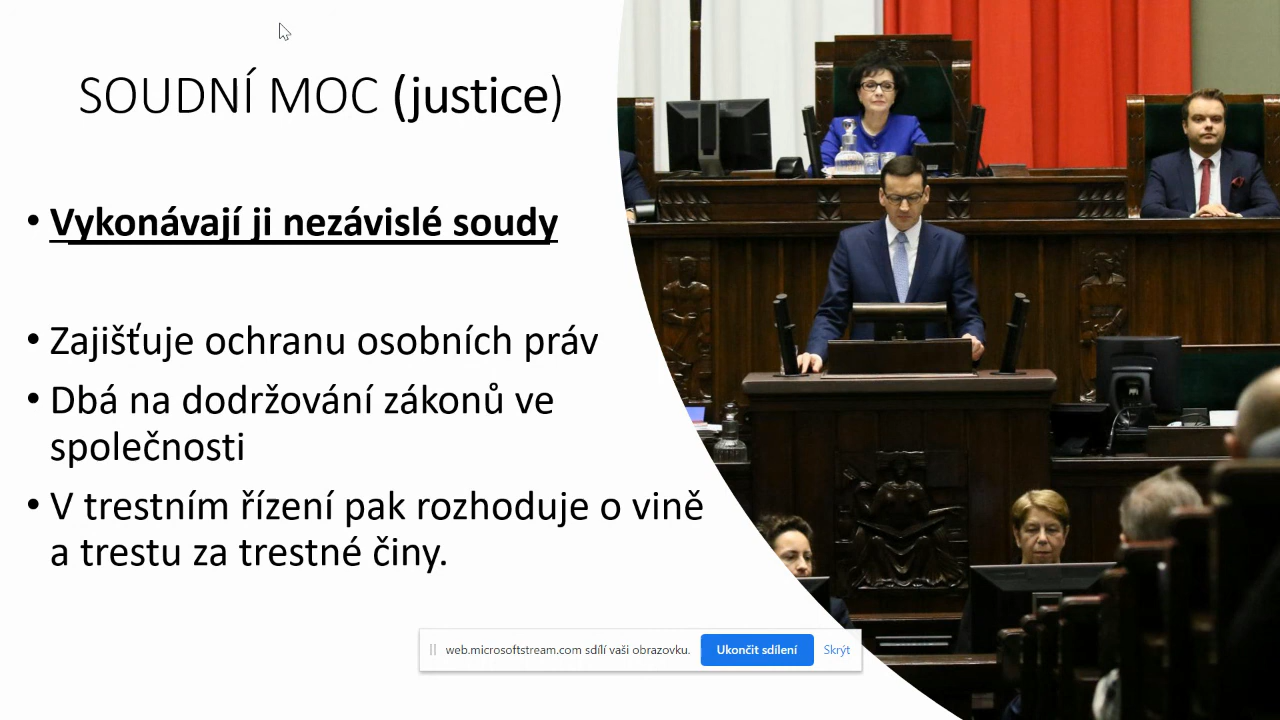 SOUDNÍ MOC (justice)
• Vykonávají ji nezávislé soudy
• Zajišťuje ochranu osobních práv
• Dbá na dodržování zákonů ve
společnosti
• V trestním řízení pak rozhoduje o vině
a trestu za trestné činy.
web.microsoftstream.com sdílí vaši obrazovku. Ukončit sdílení Skrýt